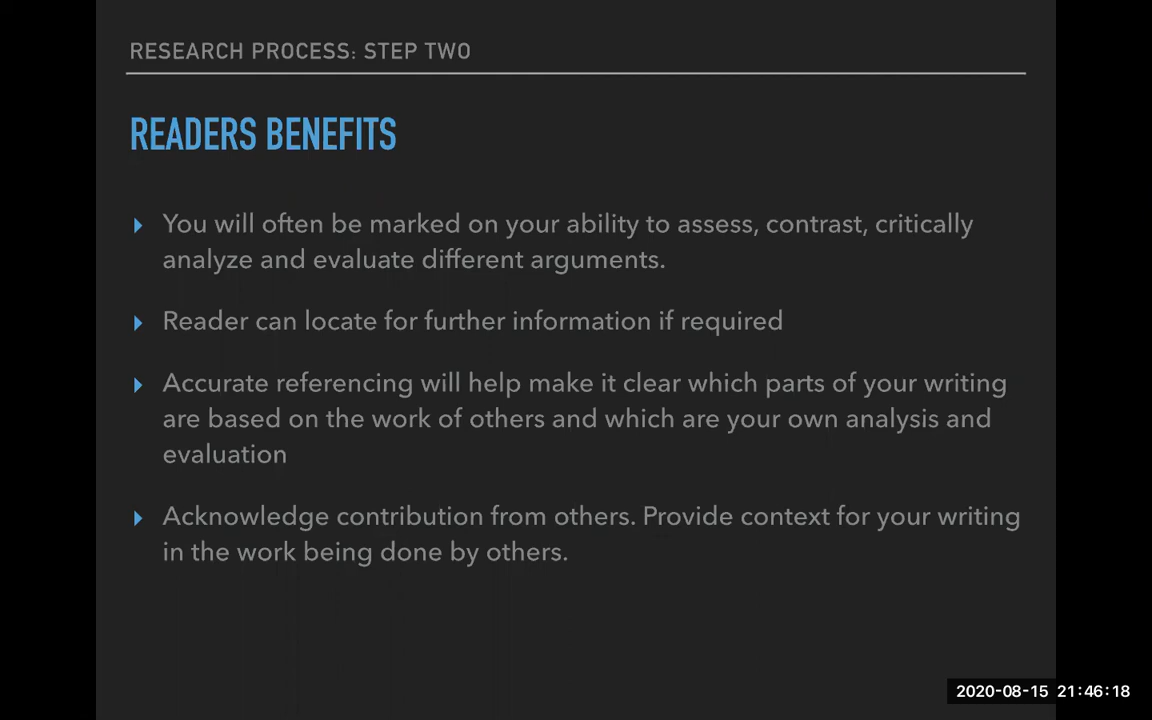 RESEARCH PROCESS: STEP TWO
READERS BENEFITS
You will often be marked on your ability to assess, contrast, critically
analyze and evaluate different arguments.
Reader can locate for further information if required
Accurate referencing will help make it clear which parts of your writing
are based on the work of others and which are your own analysis and
evaluation
Acknowledge contribution from others. Provide context for your writing
in the work being done by others.
2020-08-15 21:46:18